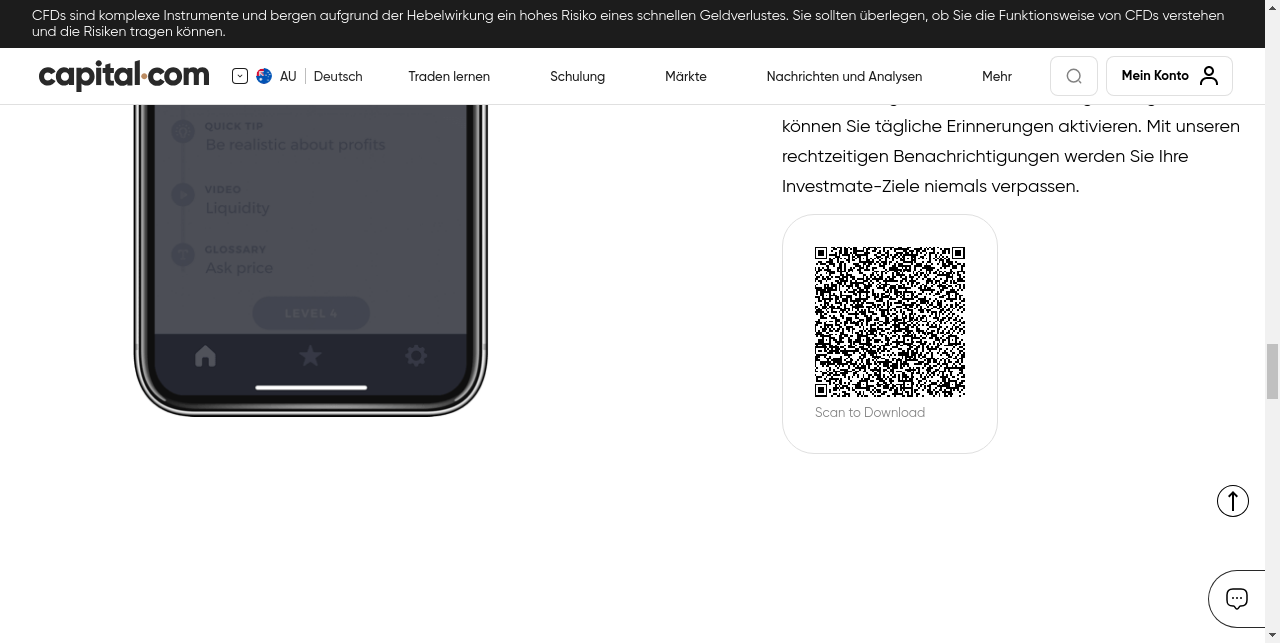 CFDs sind komplexe Instrumente und bergen aufgrund der Hebelwirkung ein hohes Risiko eines schnellen Geldverlustes. Sie sollten überlegen, ob Sie die Funktionsweise von CFDs verstehen
und die Risiken tragen können.
capital.com
AU
Deutsch
Traden lernen
Schulung
Märkte
Nachrichten und Analysen
Mehr
Mein Konto
QUICK TIP
Be realistic about profits
VIDEO
Liquidity
GLOSSARY
Ask price
LEVEL 4
können Sie tägliche Erinnerungen aktivieren. Mit unseren
rechtzeitigen Benachrichtigungen werden Sie Ihre
Investmate-Ziele niemals verpassen.
Scan to Download